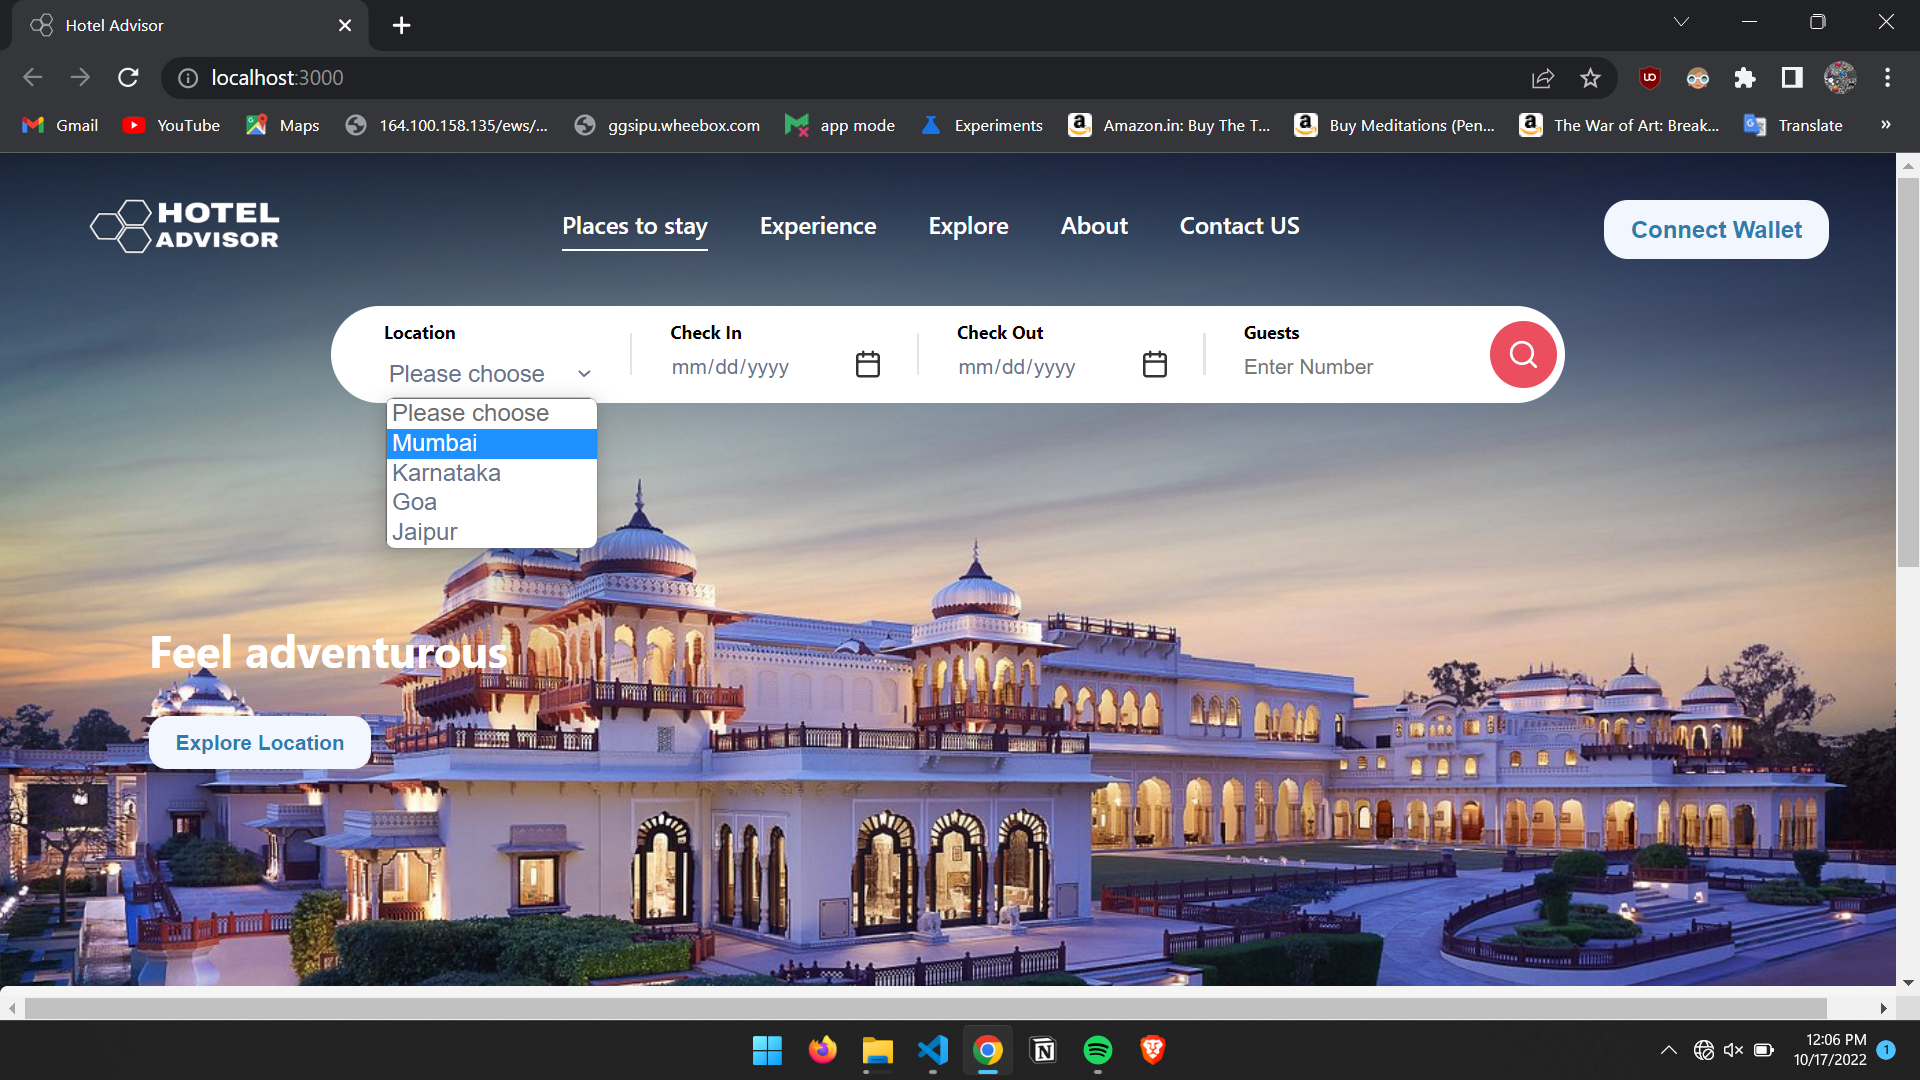 Hotel Advisor
localhost:3000
Gmail
YouTube
Maps
164.100.158.135/ews/...
ggsipu.wheebox.com
app mode
Experiments
Amazon.in: Buy The T...
Buy Meditations (Pen...
The War of Art: Break...
Translate
»
HOTEL
ADVISOR
Places to stay
Experience
Explore
About
Contact US
Connect Wallet
Location
Please choose
Check In
mm/dd/yyyy
Check Out
mm/dd/yyyy
Guests
Enter Number
Please choose
Mumbai
Karnataka
Goa
Jaipur
Feel adventurous
Explore Location
12:06 PM
10/17/2022
1